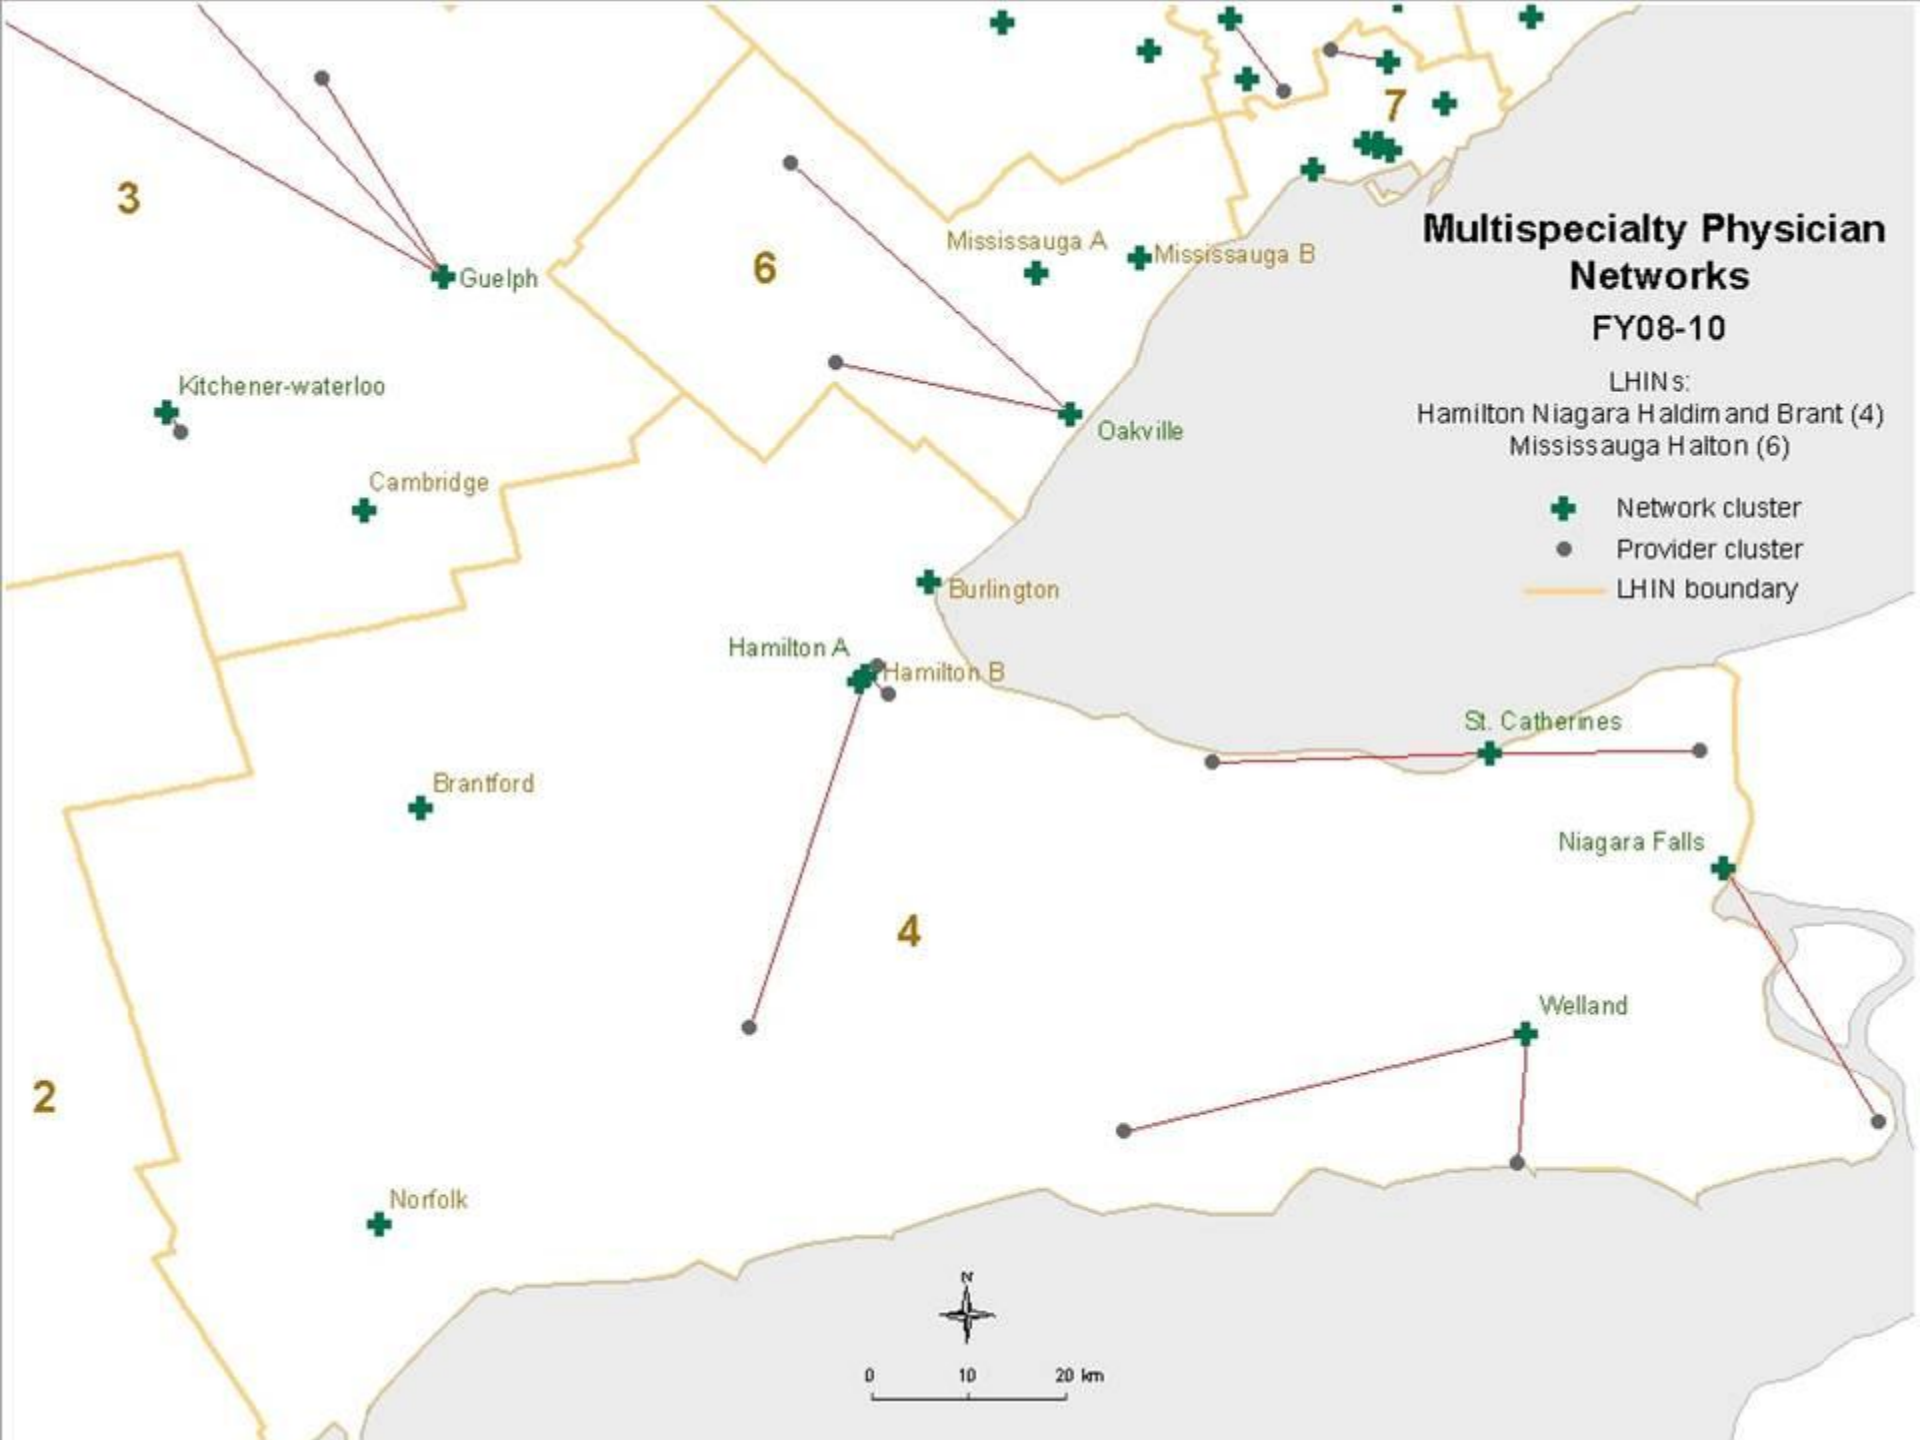 7
3
Multispecialty Physician
Networks
FY08-10
Mississauga A
Mississauga B
6
Guelph
LHINs:
Hamilton Niagara Haldimand Brant (4)
Mississauga Halton (6)
Kitchener-waterloo
Oakville
Cambridge
Network cluster
Provider cluster
LHIN boundary
Burlington
Hamilton A
Hamilton B
St. Catherines
Brantford
Niagara Falls
4
Welland
2
Norfolk
N
0 10 20 km